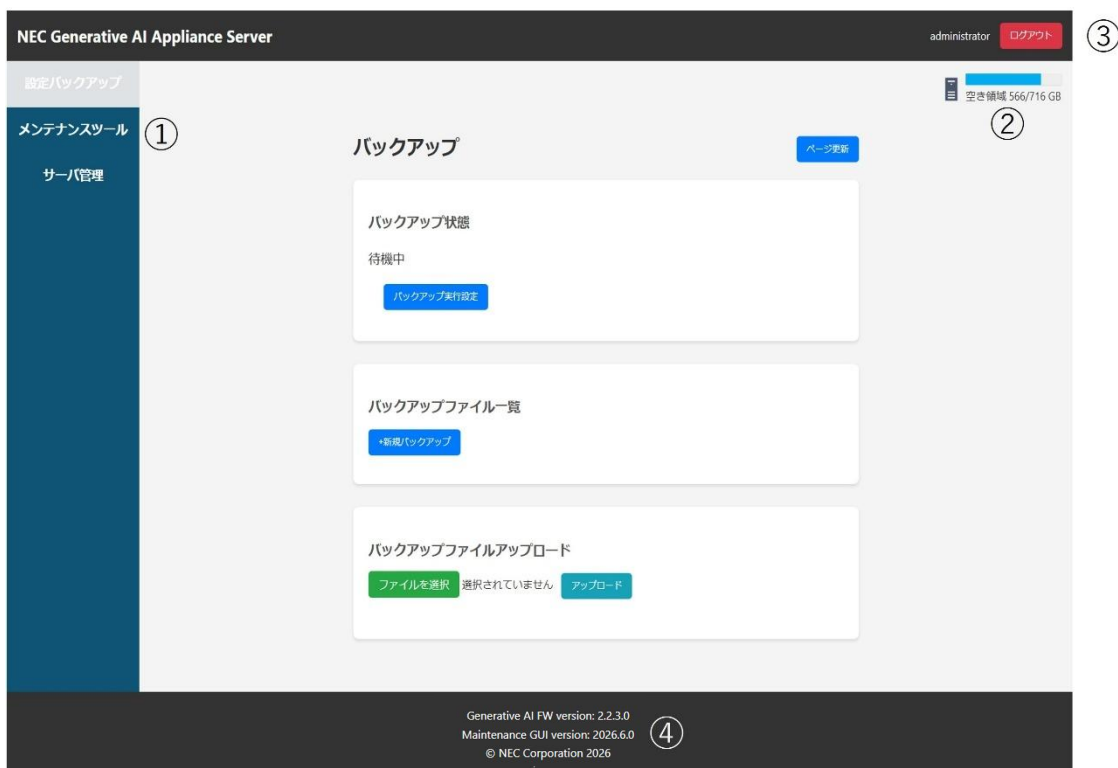 NEC Generative AI Appliance Server
administrator ログアウト ③
設定バックアップ
空き領域 566/716 GB
②
メンテナンスツール ①
サーバ管理
バックアップ ページ更新
バックアップ状態
待機中
バックアップ実行設定
バックアップファイル一覧
+新規バックアップ
バックアップファイルアップロード
ファイルを選択 選択されていません アップロード
Generative AI FW version: 2.2.3.0
Maintenance GUI version: 2026.6.0 ④
© NEC Corporation 2026